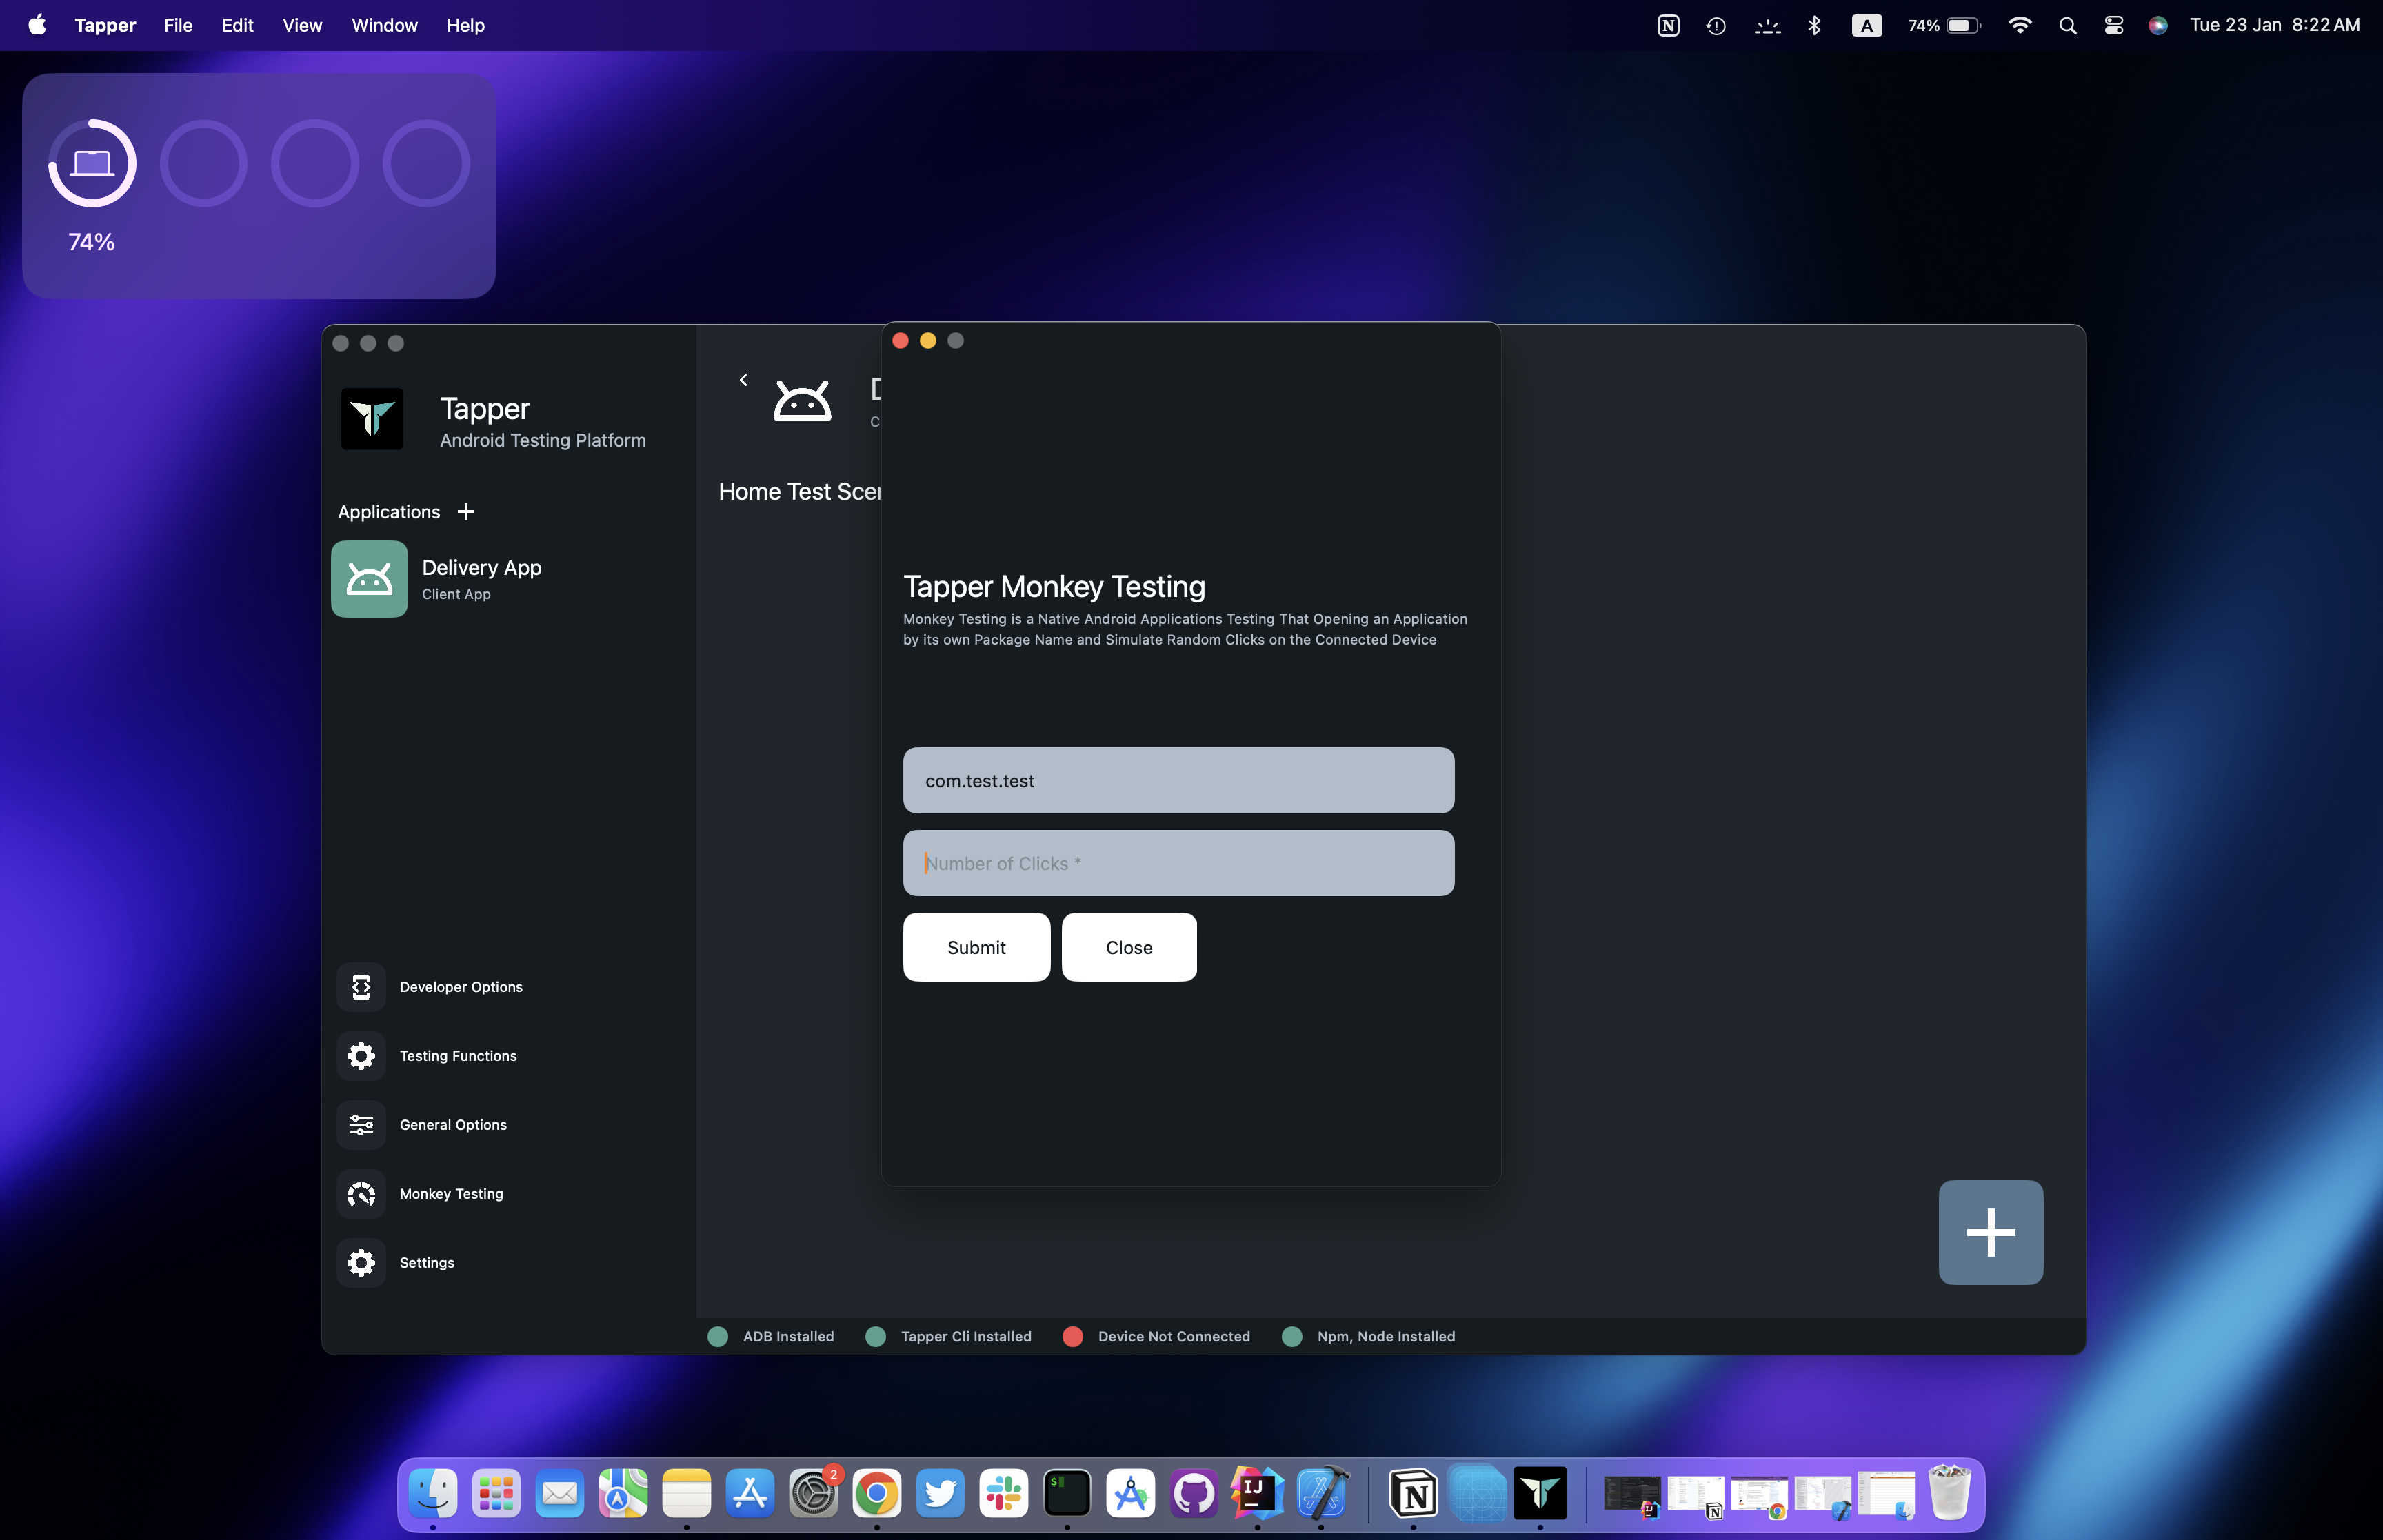 Tapper File Edit View Window Help
N A 74% Tue 23 Jan 8:22 AM
74%
Tapper
Android Testing Platform
Applications +
Delivery App
Client App
Developer Options
Testing Functions
General Options
Monkey Testing
Settings
Home Test
Tapper Monkey Testing
Monkey Testing is a Native Android Applications Testing That Opening an Application
by its own Package Name and Simulate Random Clicks on the Connected Device
com.test.test
Number of Clicks *
Submit Close
ADB Installed Tapper Cli Installed Device Not Connected Npm, Node Installed
2
$
IJ
N